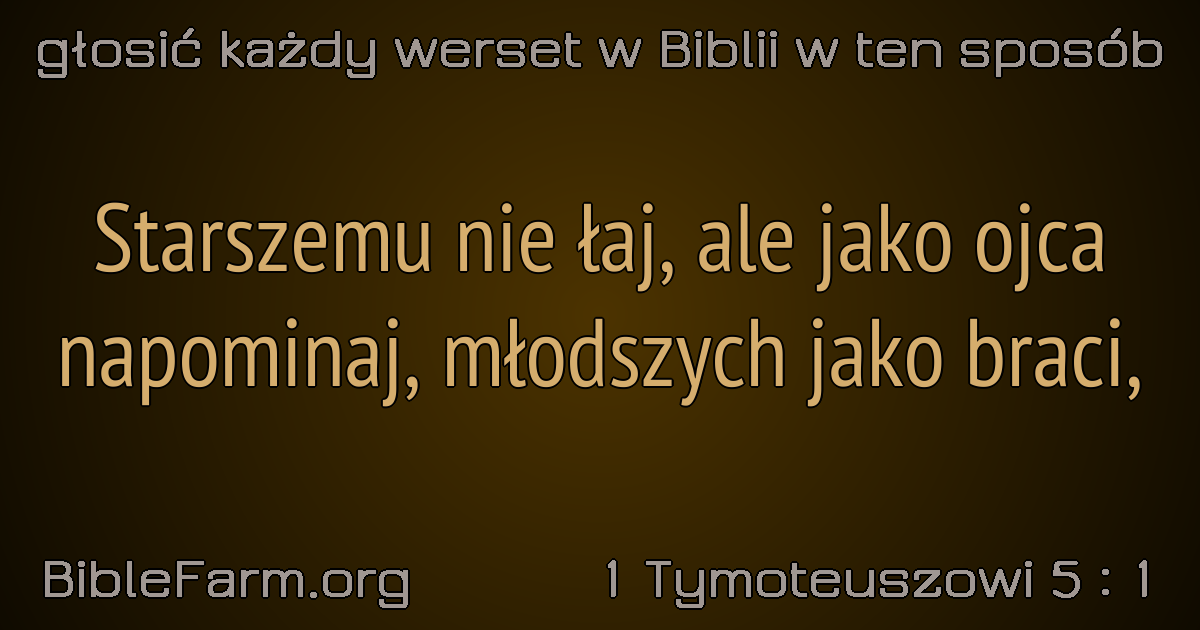 głosić każdy werset w Biblii w ten sposób
Starszemu nie łaj, ale jako ojca
napominaj, młodszych jako braci,
BibleFarm.org
1 Tymoteuszowi 5 : 1